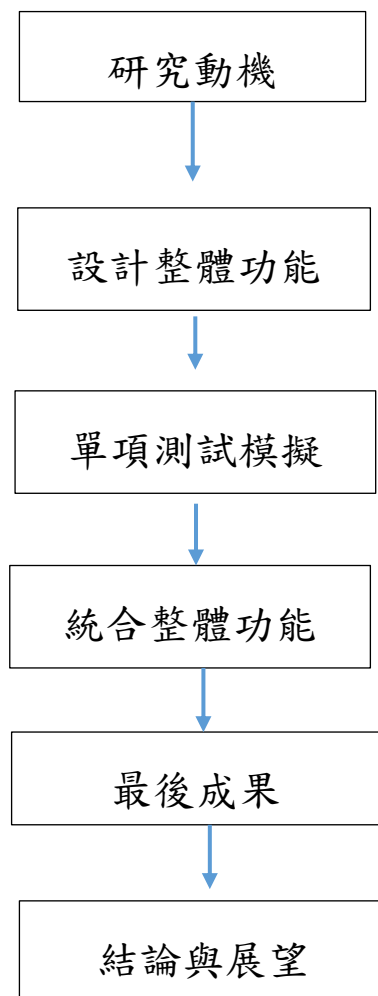 研究動機
設計整體功能
單項測試模擬
統合整體功能
最後成果
結論與展望